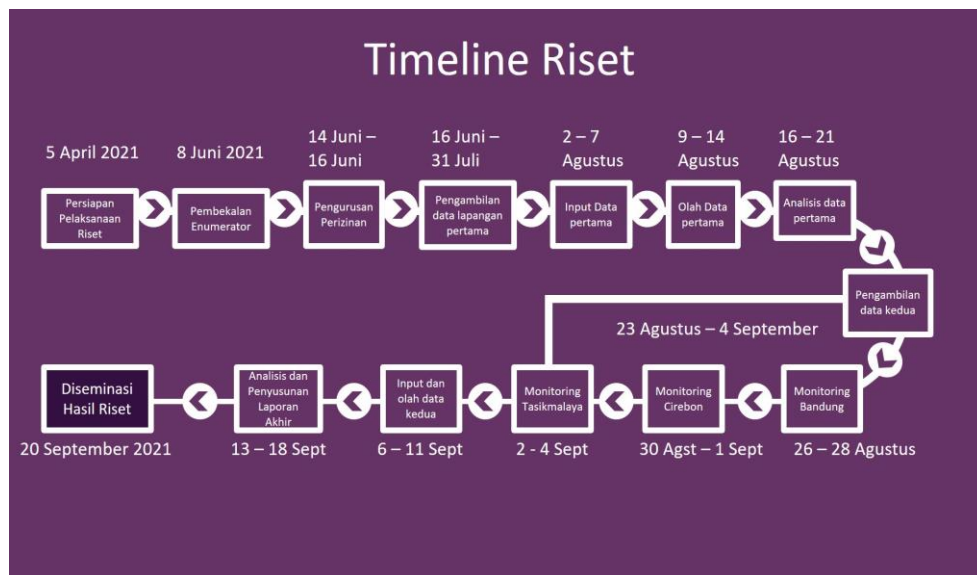 Timeline Riset
5 April 2021
8 Juni 2021
14 Juni –
16 Juni
16 Juni –
31 Juli
2 – 7
Agustus
9 – 14
Agustus
16 – 21
Agustus
Persiapan
Pelaksanaan
Riset
Pembekalan
Enumerator
Pengurusan
Perizinan
Pengambilan
data lapangan
pertama
Input Data
pertama
Olah Data
pertama
Analisis data
pertama
Pengambilan
data kedua
23 Agustus – 4 September
Monitoring
Bandung
26 – 28 Agustus
Monitoring
Cirebon
30 Agst – 1 Sept
Monitoring
Tasikmalaya
2 - 4 Sept
Input dan
olah data
kedua
6 – 11 Sept
Analisis dan
Penyusunan
Laporan
Akhir
13 – 18 Sept
Diseminasi
Hasil Riset
20 September 2021